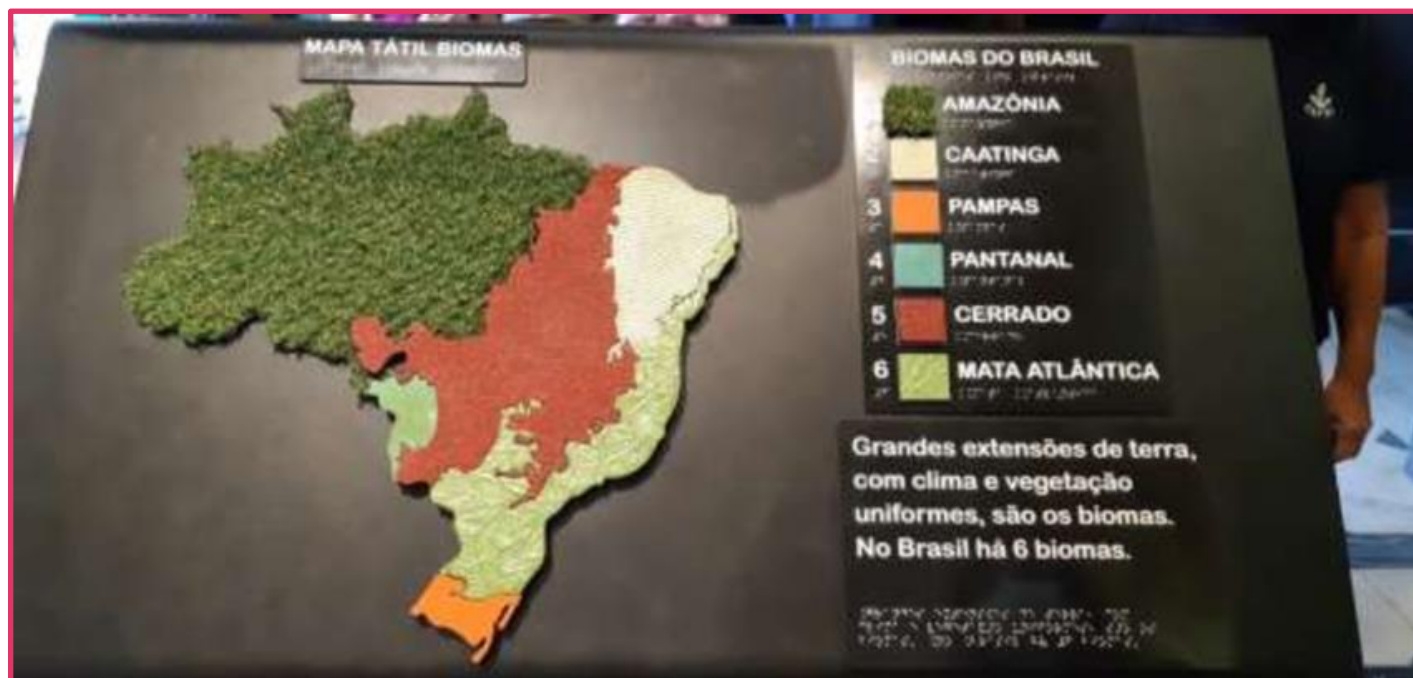 MAPA TÁTIL BIOMAS
BIOMAS DO BRASIL
AMAZÔNIA
CAATINGA
3 PAMPAS
4 PANTANAL
5 CERRADO
6 MATA ATLÂNTICA
Grandes extensões de terra,
com clima e vegetação
uniformes, são os biomas.
No Brasil há 6 biomas.